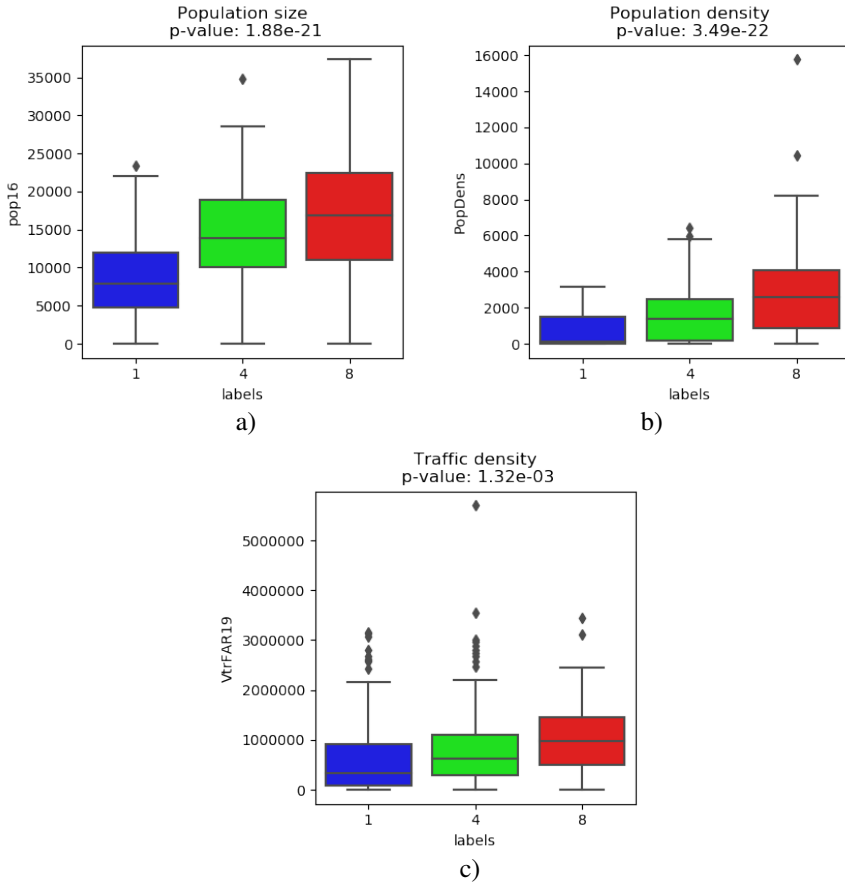 Population size
p-value: 1.88e-21
35000
30000
25000
20000
15000
10000
5000
0
pop16
1 4 8
labels
a)
Population density
p-value: 3.49e-22
16000
14000
12000
10000
8000
6000
4000
2000
0
PopDens
1 4 8
labels
b)
Traffic density
p-value: 1.32e-03
5000000
4000000
3000000
2000000
1000000
0
VtrFAR19
1 4 8
labels
c)